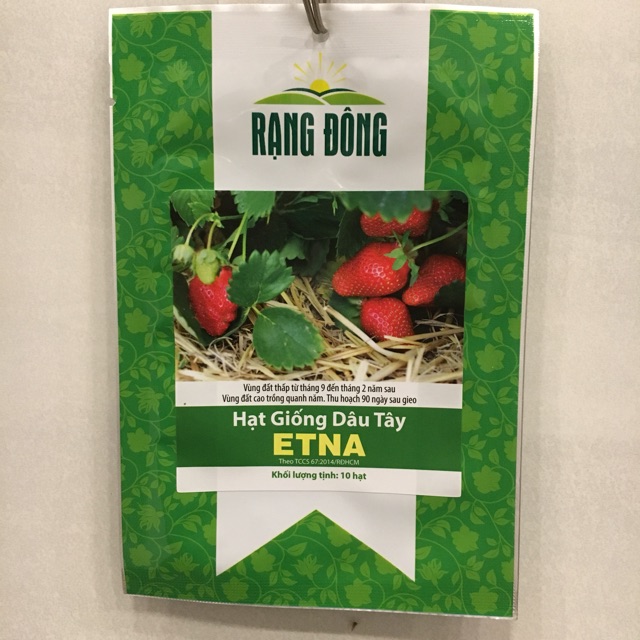 RẠNG ĐÔNG
Vùng đất thấp từ tháng 9 đến tháng 2 năm sau
Vùng đất cao trồng quanh năm. Thu hoạch 90 ngày sau gieo
Hạt Giống Dâu Tây
ETNA
Theo TCCS 67:2014/RĐHCM
Khối lượng tịnh: 10 hạt